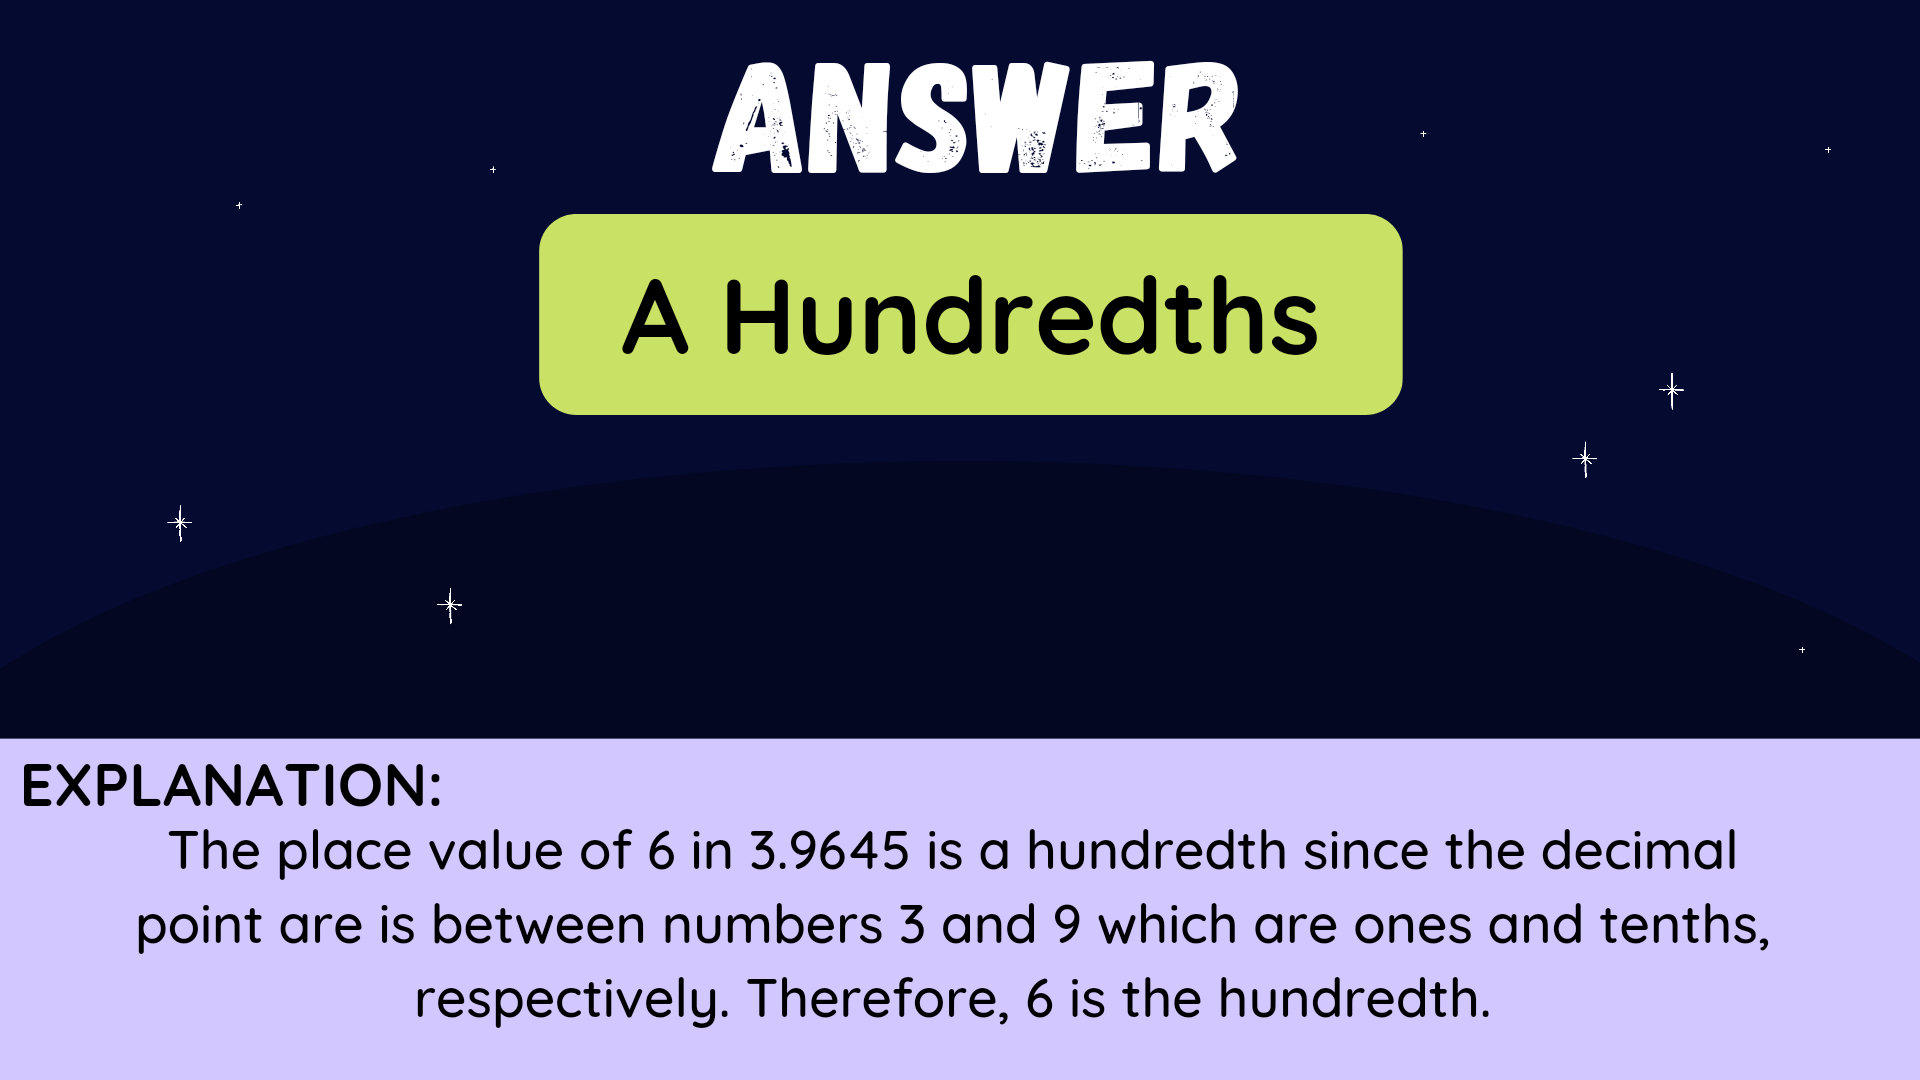 ANSWER
A Hundredths
EXPLANATION:
The place value of 6 in 3.9645 is a hundredth since the decimal
point are is between numbers 3 and 9 which are ones and tenths,
respectively. Therefore, 6 is the hundredth.